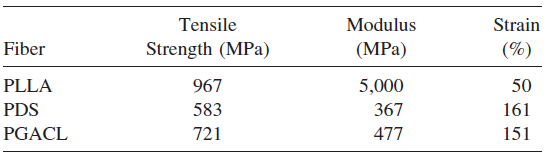 Tensile Modulus Strain
Fiber Strength (MPa) (MPa) (%)
PLLA 967 5,000 50
PDS 583 367 161
PGACL 721 477 151